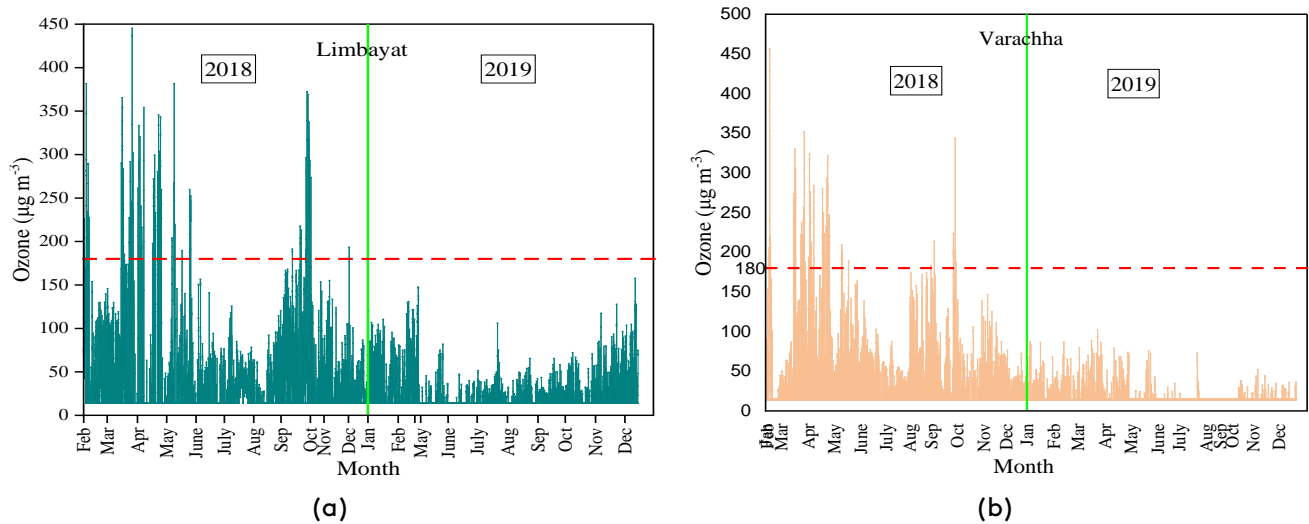 450
400
350
300
250
200
150
100
50
0
Ozone (μg m-3)
Limbayat
2018
2019
Feb
Mar
Apr
May
June
July
Aug
Sep
Oct
Nov
Dec
Jan
Feb
May
June
July
Aug
Sep
Oct
Nov
Dec
Month
(a)
500
450
400
350
300
250
200
180
150
100
50
0
Ozone (μg m-3)
Varachha
2018
2019
Feb
Mar
Apr
May
June
July
Aug
Sep
Oct
Nov
Dec
Jan
Feb
Mar
Apr
May
June
July
Aug
Sep
Oct
Nov
Dec
Month
(b)